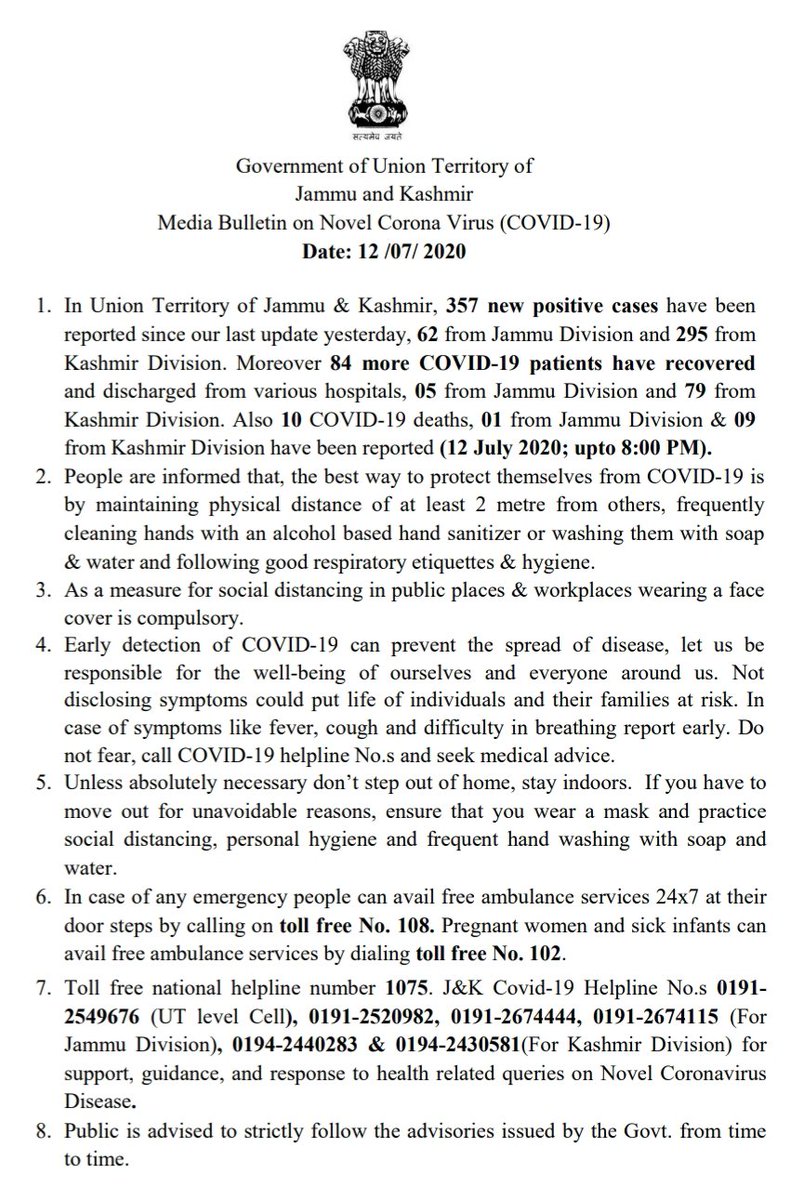 सत्यमेव जयते
Government of Union Territory of
Jammu and Kashmir
Media Bulletin on Novel Corona Virus (COVID-19)
Date: 12 /07/ 2020
1. In Union Territory of Jammu & Kashmir, 357 new positive cases have been
reported since our last update yesterday, 62 from Jammu Division and 295 from
Kashmir Division. Moreover 84 more COVID-19 patients have recovered
and discharged from various hospitals, 05 from Jammu Division and 79 from
Kashmir Division. Also 10 COVID-19 deaths, 01 from Jammu Division & 09
from Kashmir Division have been reported (12 July 2020; upto 8:00 PM).
2. People are informed that, the best way to protect themselves from COVID-19 is
by maintaining physical distance of at least 2 metre from others, frequently
cleaning hands with an alcohol based hand sanitizer or washing them with soap
& water and following good respiratory etiquettes & hygiene.
3. As a measure for social distancing in public places & workplaces wearing a face
cover is compulsory.
4. Early detection of COVID-19 can prevent the spread of disease, let us be
responsible for the well-being of ourselves and everyone around us. Not
disclosing symptoms could put life of individuals and their families at risk. In
case of symptoms like fever, cough and difficulty in breathing report early. Do
not fear, call COVID-19 helpline No.s and seek medical advice.
5. Unless absolutely necessary don’t step out of home, stay indoors. If you have to
move out for unavoidable reasons, ensure that you wear a mask and practice
social distancing, personal hygiene and frequent hand washing with soap and
water.
6. In case of any emergency people can avail free ambulance services 24x7 at their
door steps by calling on toll free No. 108. Pregnant women and sick infants can
avail free ambulance services by dialing toll free No. 102.
7. Toll free national helpline number 1075. J&K Covid-19 Helpline No.s 0191-
2549676 (UT level Cell), 0191-2520982, 0191-2674444, 0191-2674115 (For
Jammu Division), 0194-2440283 & 0194-2430581(For Kashmir Division) for
support, guidance, and response to health related queries on Novel Coronavirus
Disease.
8. Public is advised to strictly follow the advisories issued by the Govt. from time
to time.